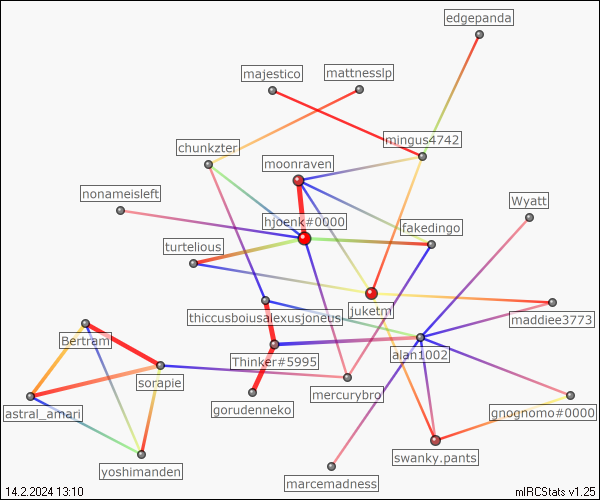 edgepanda
majestico
mattnesslp
mingus4742
chunkzter
moonraven
nonameisleft
Wyatt
hjoenk#0000
fakedingo
turtelious
juketm
thiccusboiusalexusjoneus
maddiee3773
Bertram
alan1002
Thinker#5995
sorapie
mercurybro
astral_amari
gorudenneko
gnognomo#0000
swanky.pants
yoshimanden
marcemadness
14.2.2024 13:10
mIRCStats v1.25